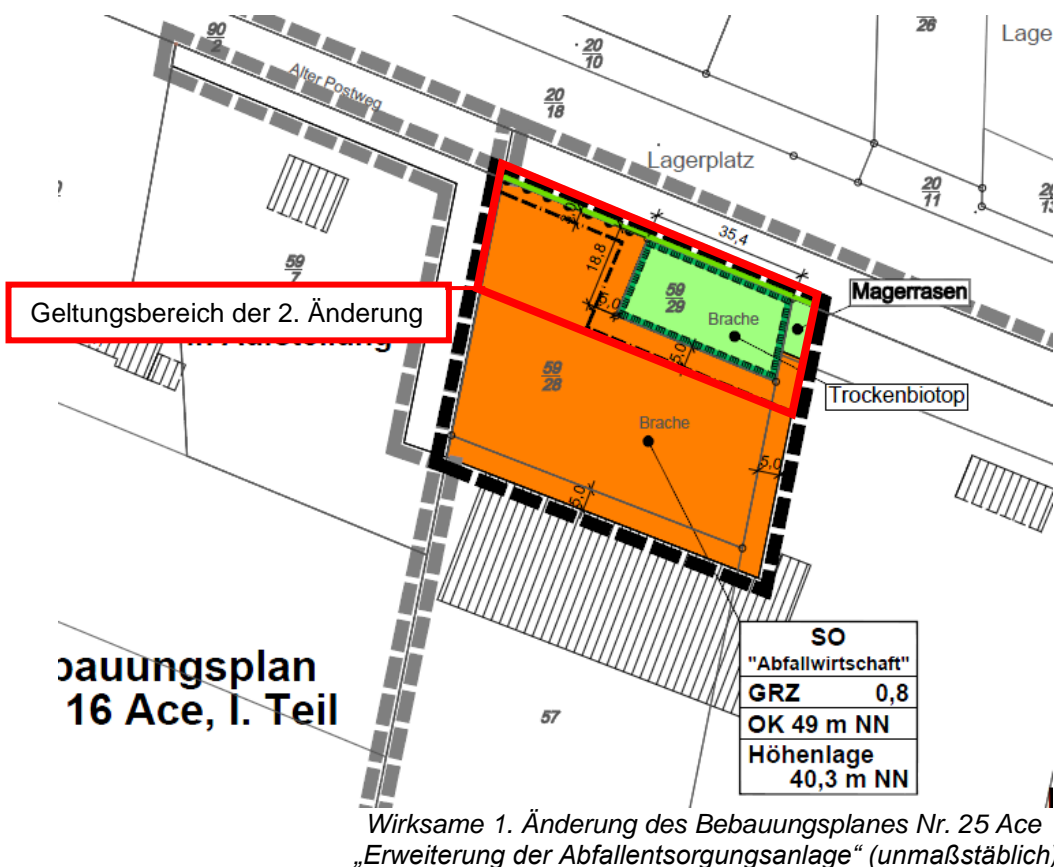 90
2
20
10
26
Lage
Alter Postweg
20
18
Lagerplatz
20
11
20
13
35,4
18,8
59
7
59
29
Magerrasen
5,0
Brache
Geltungsbereich der 2. Änderung
5,0
59
28
Trockenbiotop
Brache
5,0
5,0
SO
"Abfallwirtschaft"
GRZ 0,8
OK 49 m NN
Höhenlage
40,3 m NN
bauungsplan
16 Ace, I. Teil
57
Wirksame 1. Änderung des Bebauungsplanes Nr. 25 Ace
„Erweiterung der Abfallentsorgungsanlage“ (unmaßstäblich)